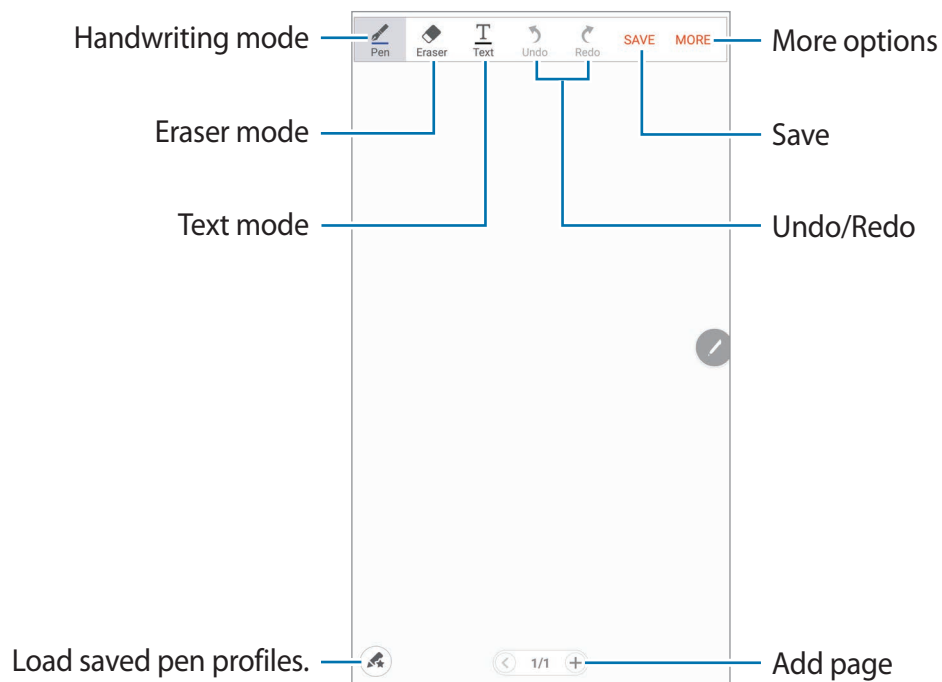 Handwriting mode
Pen
Eraser
Text
Undo
Redo
SAVE
MORE
More options
Eraser mode
Save
Text mode
Undo/Redo
Load saved pen profiles.
1/1
Add page